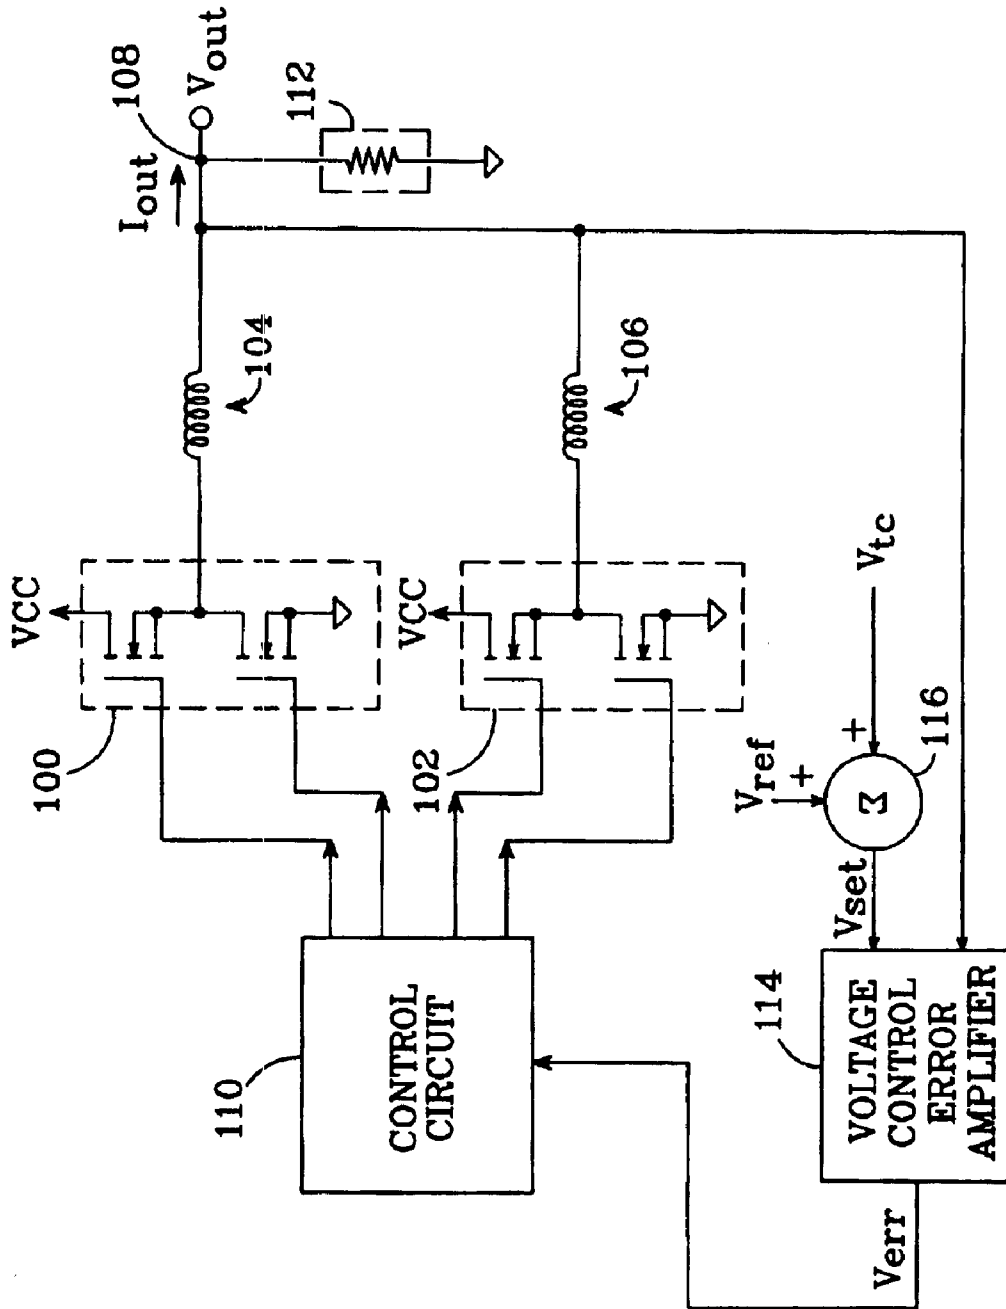 VCC
100
104
Iout
108
Vout
112
VCC
102
106
110
CONTROL
CIRCUIT
Vref
+
+
Vtc
Σ
116
Vset
114
VOLTAGE
CONTROL
ERROR
AMPLIFIER
Verr